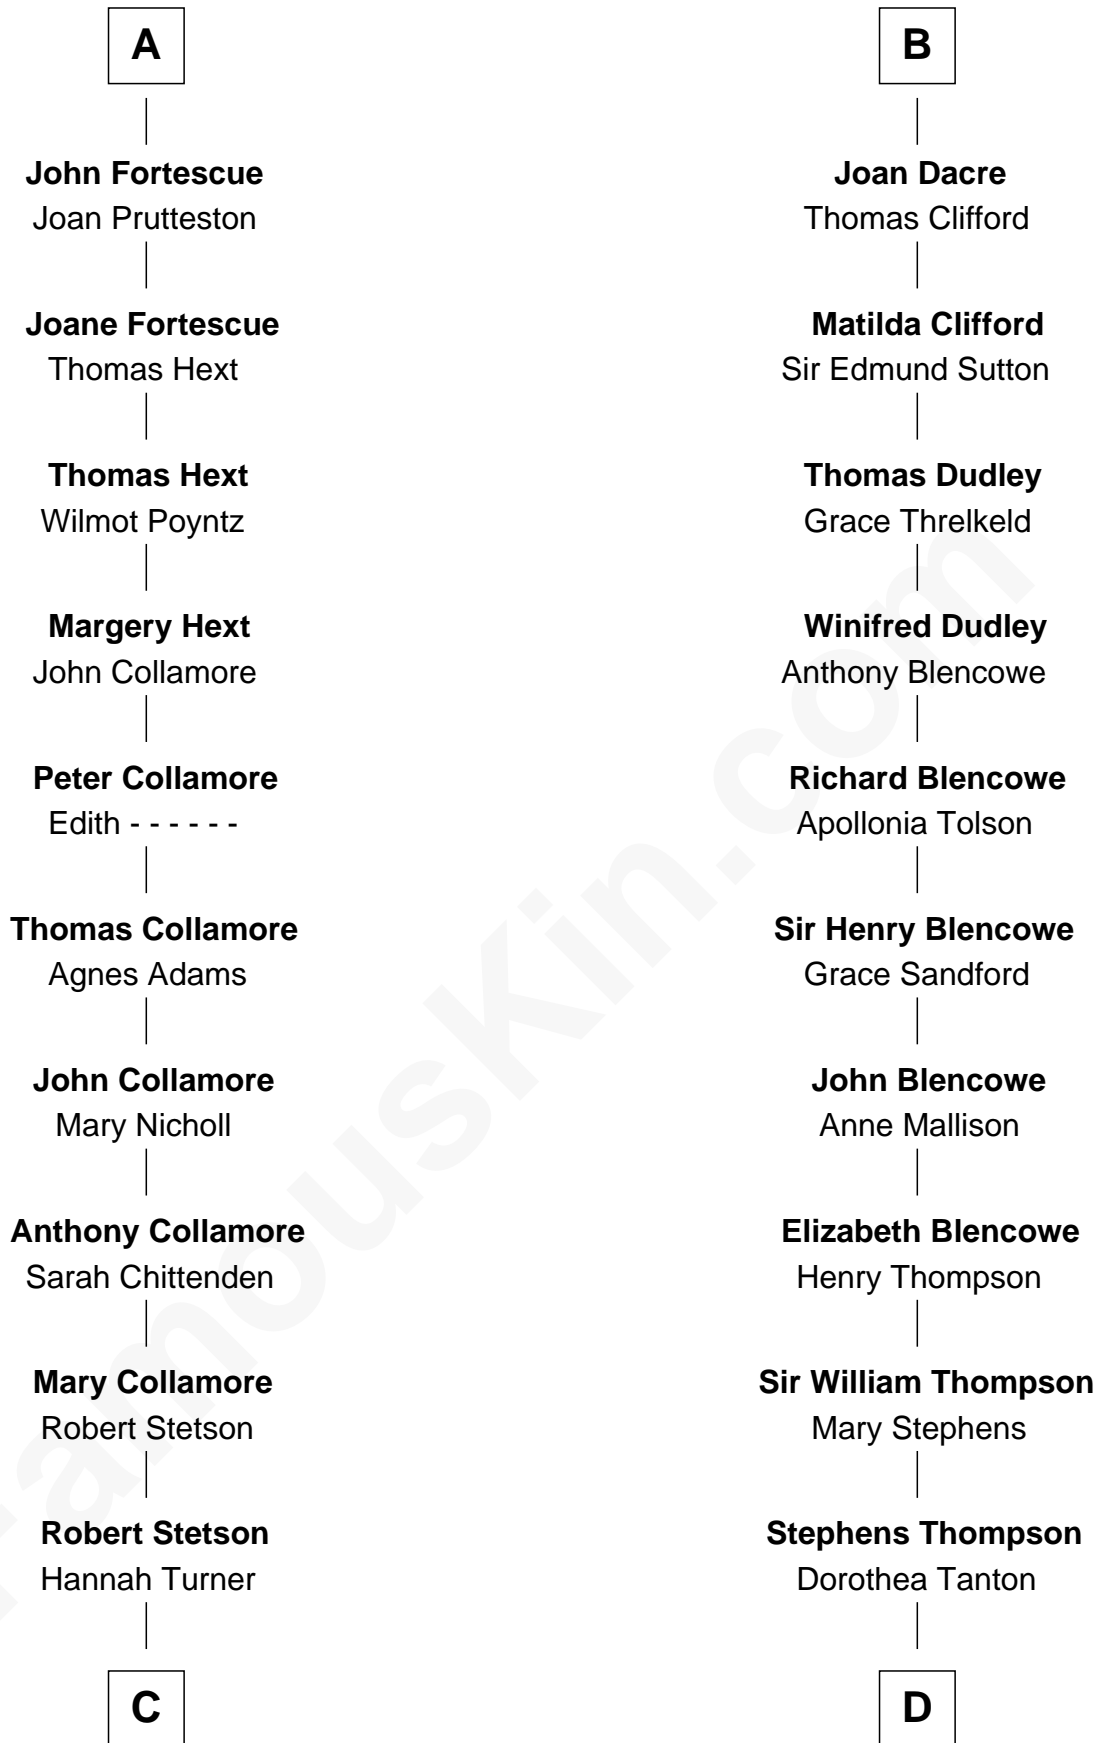 A
John Fortescue
Joan Prutteston
Joane Fortescue
Thomas Hext
Thomas Hext
Wilmot Poyntz
Margery Hext
John Collamore
Peter Collamore
Edith - - - - - -
Thomas Collamore
Agnes Adams
John Collamore
Mary Nicholl
Anthony Collamore
Sarah Chittenden
Mary Collamore
Robert Stetson
Robert Stetson
Hannah Turner
C
B
Joan Dacre
Thomas Clifford
Matilda Clifford
Sir Edmund Sutton
Thomas Dudley
Grace Threlkeld
Winifred Dudley
Anthony Blencowe
Richard Blencowe
Apollonia Tolson
Sir Henry Blencowe
Grace Sandford
John Blencowe
Anne Mallison
Elizabeth Blencowe
Henry Thompson
Sir William Thompson
Mary Stephens
Stephens Thompson
Dorothea Tanton
D
FamousKin.com